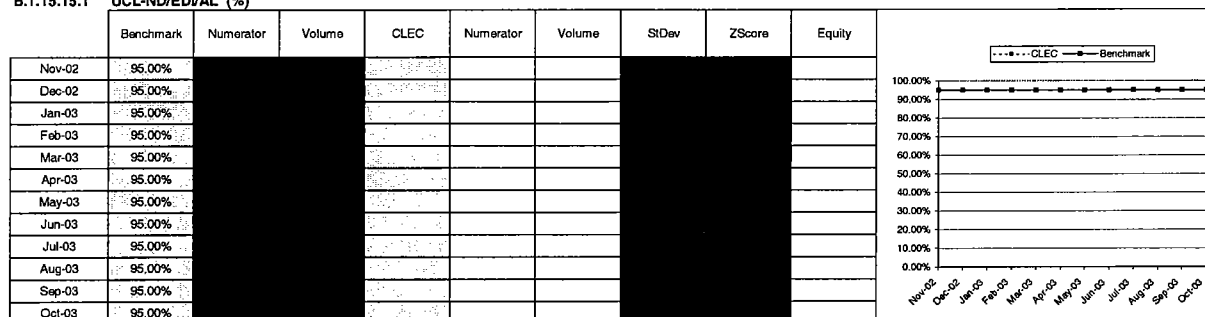 B.1.15.15.1 UCL-ND/EDI/AL (%)
Benchmark Numerator Volume CLEC Numerator Volume StDev ZScore Equity
Nov-02 95.00%
Dec-02 95.00%
Jan-03 95.00%
Feb-03 95.00%
Mar-03 95.00%
Apr-03 95.00%
May-03 95.00%
Jun-03 95.00%
Jul-03 95.00%
Aug-03 95.00%
Sep-03 95.00%
Oct-03 95.00%
CLEC Benchmark
100.00%
90.00%
80.00%
70.00%
60.00%
50.00%
40.00%
30.00%
20.00%
10.00%
0.00%
Nov-02 Dec-02 Jan-03 Feb-03 Mar-03 Apr-03 May-03 Jun-03 Jul-03 Aug-03 Sep-03 Oct-03